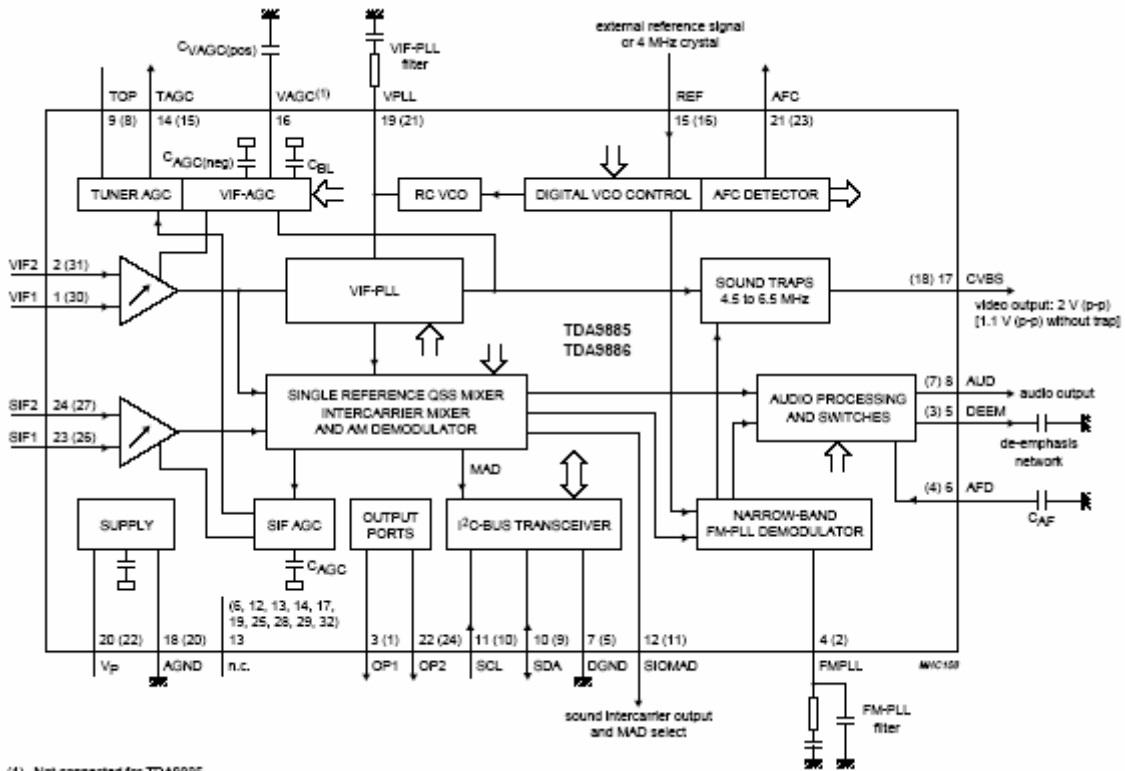 external reference signal
or 4 MHz crystal
CVAGC(pos)
VIF-PLL
filter
TOP
TAGC
VAGC(1)
VPLL
REF
AFC
9 (8)
14 (15)
16
19 (21)
15 (16)
21 (23)
CAGC(neg)
CBL
TUNER AGC
VIF-AGC
RC VCO
DIGITAL VCO CONTROL
AFC DETECTOR
VIF2
2 (31)
VIF1
1 (30)
VIF-PLL
SOUND TRAPS
4.5 to 6.5 MHz
(18) 17
CVBS
video output: 2 V (p-p)
[1.1 V (p-p) without trap]
TDA9885
TDA9886
SIF2
24 (27)
SIF1
23 (26)
SINGLE REFERENCE QSS MIXER
INTERCARRIER MIXER
AND AM DEMODULATOR
AUDIO PROCESSING
AND SWITCHES
(7) 8
AUD
audio output
(3) 5
DEEM
de-emphasis
network
MAD
(4) 6
AFD
CAF
SUPPLY
SIF AGC
OUTPUT
PORTS
I2C-BUS TRANSCEIVER
NARROW-BAND
FM-PLL DEMODULATOR
CAGC
(6, 12, 13, 14, 17,
19, 25, 28, 29, 32)
20 (22)
18 (20)
13
3 (1)
22 (24)
11 (10)
10 (9)
7 (5)
12 (11)
4 (2)
VP
AGND
n.c.
OP1
OP2
SCL
SDA
DGND
SIOMAD
FMPLL
sound intercarrier output
and MAD select
FM-PLL
filter
(1) Not connected for TDA9885